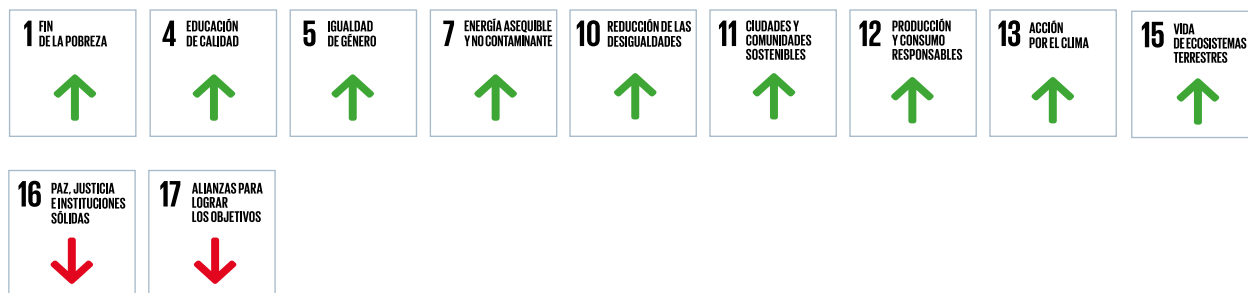 1 FIN
DE LA POBREZA
4 EDUCACIÓN
DE CALIDAD
5 IGUALDAD
DE GÉNERO
7 ENERGÍA ASEQUIBLE
Y NO CONTAMINANTE
10 REDUCCIÓN DE LAS
DESIGUALDADES
11 CIUDADES Y
COMUNIDADES
SOSTENIBLES
12 PRODUCCIÓN
Y CONSUMO
RESPONSABLES
13 ACCIÓN
POR EL CLIMA
15 VIDA
DE ECOSISTEMAS
TERRESTRES
16 PAZ, JUSTICIA
E INSTITUCIONES
SÓLIDAS
17 ALIANZAS PARA
LOGRAR
LOS OBJETIVOS